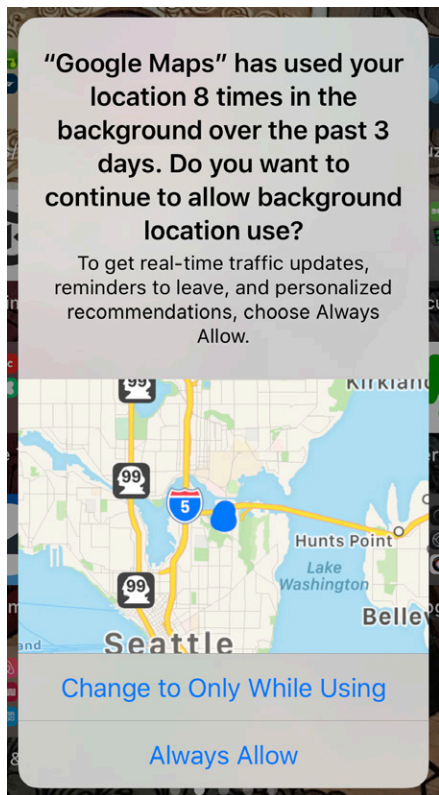 “Google Maps” has used your
location 8 times in the
background over the past 3
days. Do you want to
continue to allow background
location use?
To get real-time traffic updates,
reminders to leave, and personalized
recommendations, choose Always
Allow.
99
Kirkland
99
5
Hunts Point
Lake
Washington
99
Seattle
Change to Only While Using
Always Allow